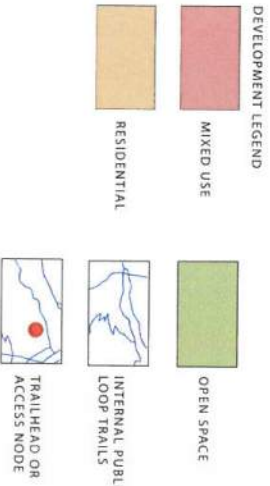 DEVELOPMENT LEGEND
MIXED USE
RESIDENTIAL
OPEN SPACE
INTERNAL PUBL
LOOP TRAILS
TRAILHEAD OR
ACCESS NODE